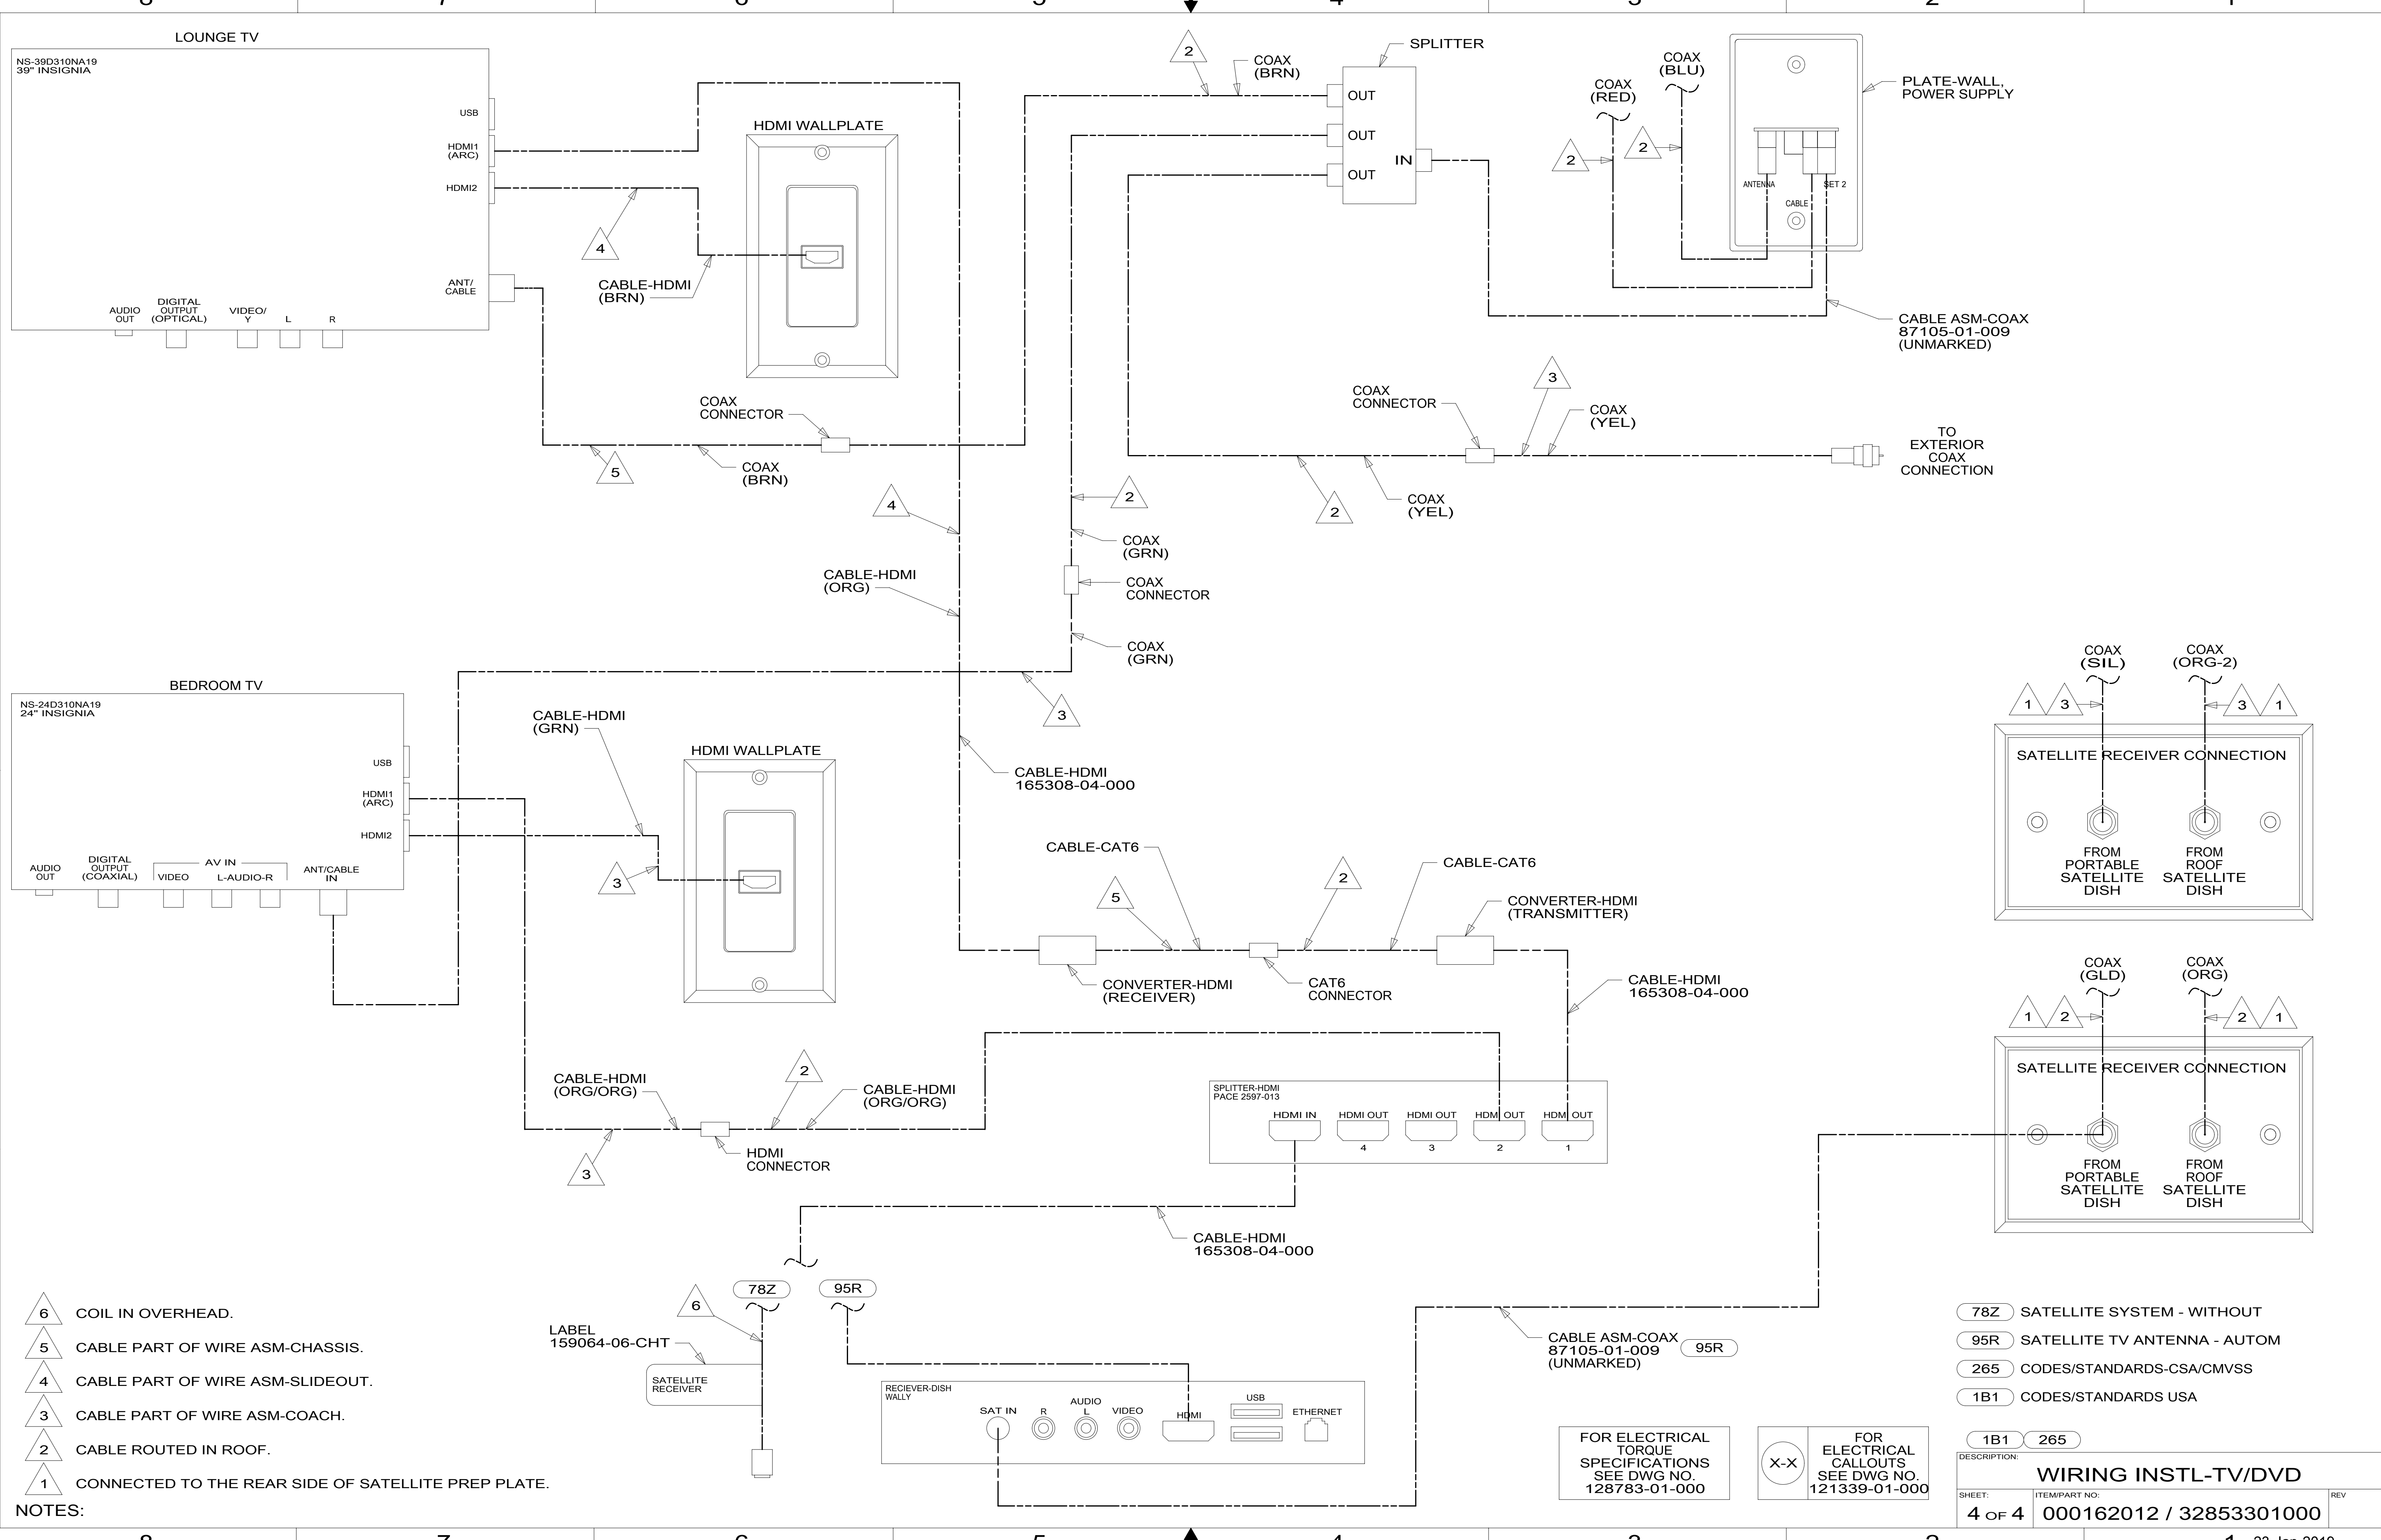 8 7 6 5 4 3 2 1
LOUNGE TV
NS-39D310NA19
39" INSIGNIA
USB
HDMI1
(ARC)
HDMI2
ANT/
CABLE
AUDIO
OUT
DIGITAL
OUTPUT
(OPTICAL)
VIDEO/
Y
L
R
HDMI WALLPLATE
4
CABLE-HDMI
(BRN)
COAX
CONNECTOR
5
COAX
(BRN)
2
COAX
(BRN)
SPLITTER
OUT
OUT
OUT
IN
COAX
(RED)
COAX
(BLU)
2
2
PLATE-WALL,
POWER SUPPLY
ANTENNA
SET 2
CABLE
CABLE ASM-COAX
87105-01-009
(UNMARKED)
COAX
CONNECTOR
3
COAX
(YEL)
TO
EXTERIOR
COAX
CONNECTION
2
COAX
(YEL)
4
2
COAX
(GRN)
CABLE-HDMI
(ORG)
COAX
CONNECTOR
COAX
(GRN)
3
CABLE-HDMI
165308-04-000
BEDROOM TV
NS-24D310NA19
24" INSIGNIA
USB
HDMI1
(ARC)
HDMI2
AUDIO
OUT
DIGITAL
OUTPUT
(COAXIAL)
AV IN
VIDEO
L-AUDIO-R
ANT/CABLE
IN
CABLE-HDMI
(GRN)
3
HDMI WALLPLATE
CABLE-CAT6
5
2
CABLE-CAT6
CONVERTER-HDMI
(TRANSMITTER)
CONVERTER-HDMI
(RECEIVER)
CAT6
CONNECTOR
CABLE-HDMI
165308-04-000
COAX
(SIL)
COAX
(ORG-2)
1 3
3 1
SATELLITE RECEIVER CONNECTION
FROM
PORTABLE
SATELLITE
DISH
FROM
ROOF
SATELLITE
DISH
COAX
(GLD)
COAX
(ORG)
1 2
2 1
SATELLITE RECEIVER CONNECTION
FROM
PORTABLE
SATELLITE
DISH
FROM
ROOF
SATELLITE
DISH
CABLE-HDMI
(ORG/ORG)
2
CABLE-HDMI
(ORG/ORG)
3
HDMI
CONNECTOR
SPLITTER-HDMI
PACE 2597-013
HDMI IN
HDMI OUT
4
HDMI OUT
3
HDMI OUT
2
HDMI OUT
1
CABLE-HDMI
165308-04-000
78Z
95R
6
LABEL
159064-06-CHT
SATELLITE
RECEIVER
RECIEVER-DISH
WALLY
SAT IN
R
AUDIO
L
VIDEO
HDMI
USB
ETHERNET
CABLE ASM-COAX
87105-01-009
(UNMARKED)
95R
6 COIL IN OVERHEAD.
5 CABLE PART OF WIRE ASM-CHASSIS.
4 CABLE PART OF WIRE ASM-SLIDEOUT.
3 CABLE PART OF WIRE ASM-COACH.
2 CABLE ROUTED IN ROOF.
1 CONNECTED TO THE REAR SIDE OF SATELLITE PREP PLATE.
NOTES:
78Z SATELLITE SYSTEM - WITHOUT
95R SATELLITE TV ANTENNA - AUTOM
265 CODES/STANDARDS-CSA/CMVSS
1B1 CODES/STANDARDS USA
FOR ELECTRICAL
TORQUE
SPECIFICATIONS
SEE DWG NO.
128783-01-000
X-X
FOR
ELECTRICAL
CALLOUTS
SEE DWG NO.
121339-01-000
1B1 265
DESCRIPTION:
WIRING INSTL-TV/DVD
SHEET:
4 OF 4
ITEM/PART NO:
000162012 / 32853301000
REV
8 7 6 5 4 3 2 1